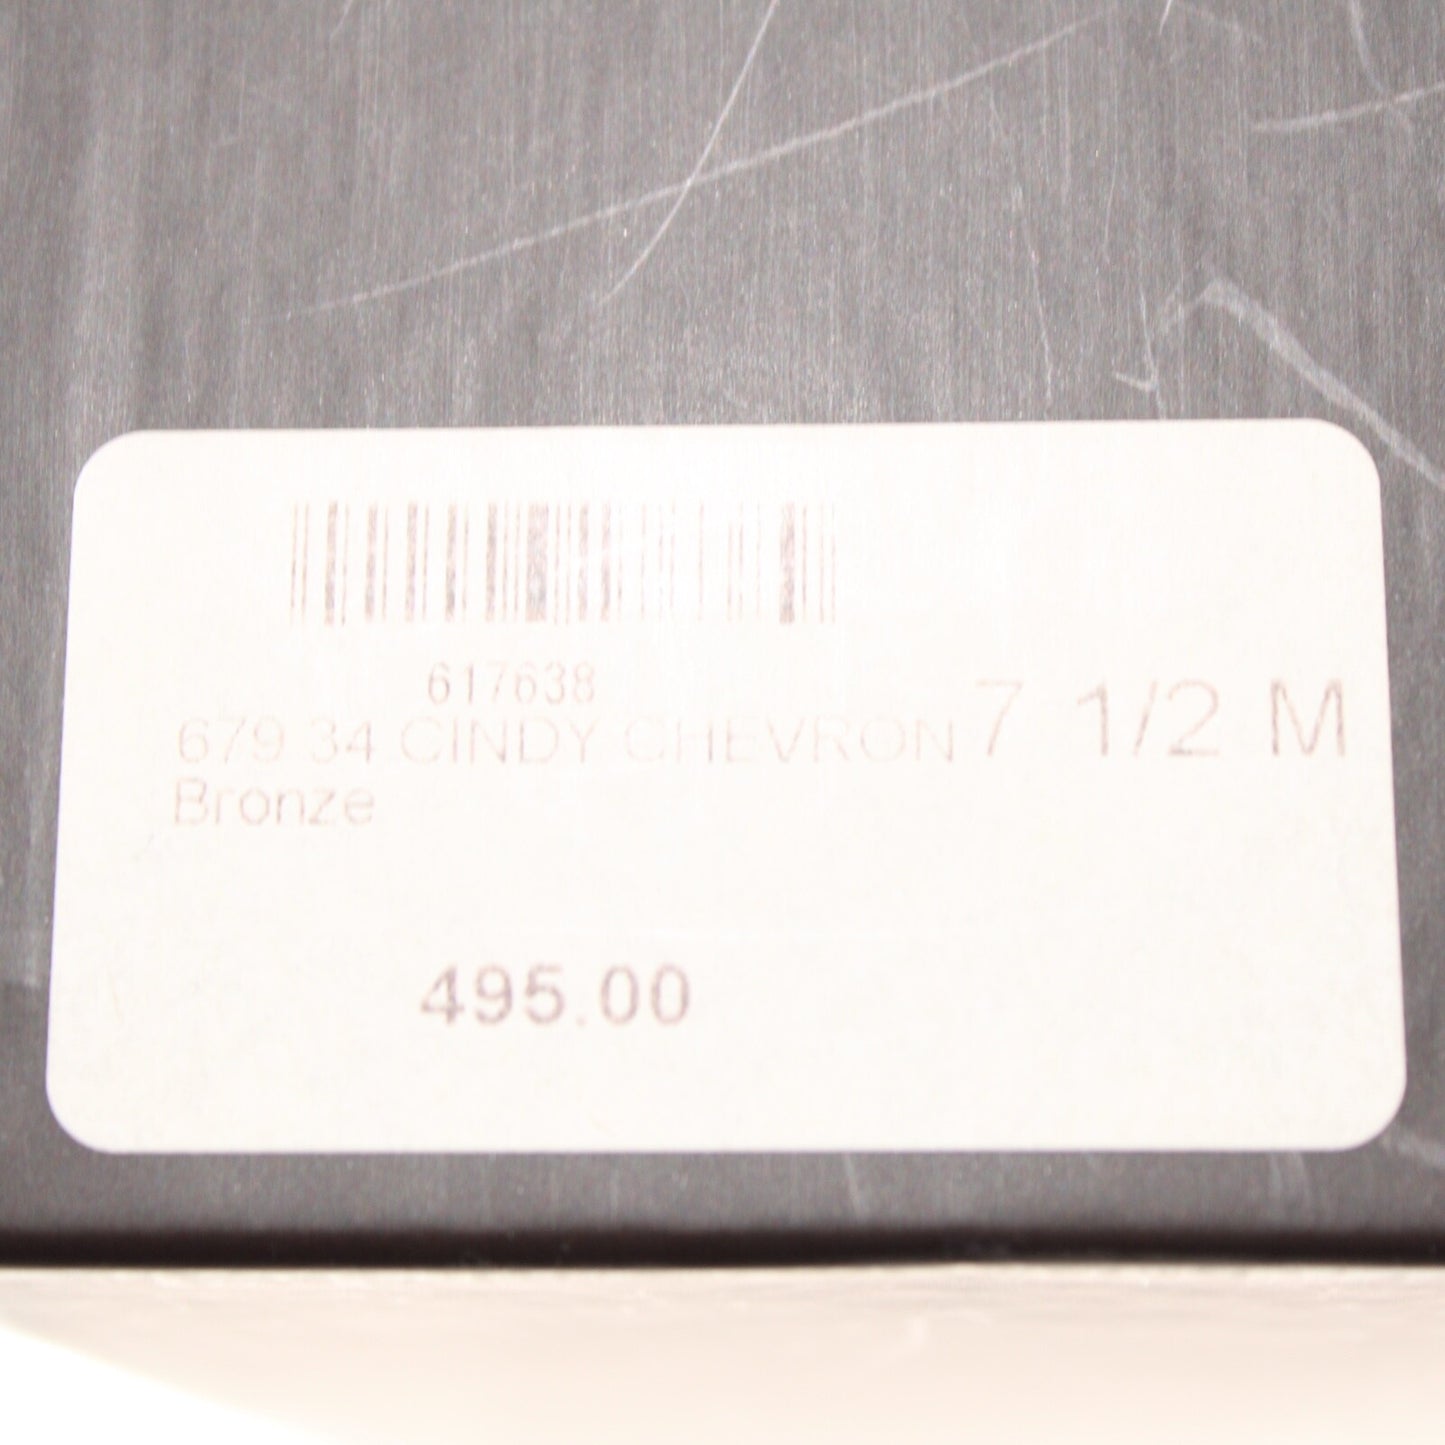 617638
679 34 CINDY CHEVRON 7 1/2 M
Bronze
495.00